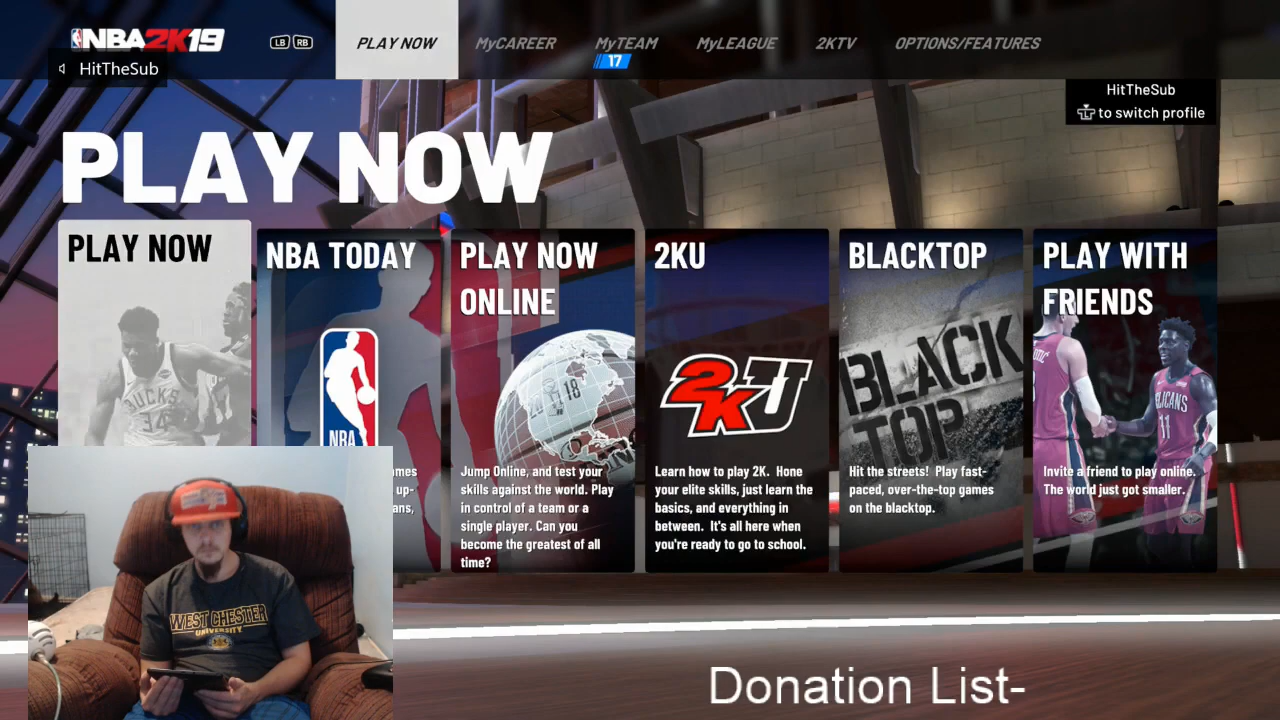 NBA2K19
LB RB
PLAY NOW
MyCAREER
MyTEAM
17
MyLEAGUE
2KTV
OPTIONS/FEATURES
HitTheSub
HitTheSub
to switch profile
PLAY NOW
PLAY NOW
BUCKS
34
NBA TODAY
NBA
PLAY NOW
ONLINE
18
Jump Online, and test your
skills against the world. Play
in control of a team or a
single player. Can you
become the greatest of all
time?
2KU
2KU
Learn how to play 2K. Hone
your elite skills, just learn the
basics, and everything in
between. It's all here when
you're ready to go to school.
BLACKTOP
BLACK
TOP
Hit the streets! Play fast-
paced, over-the-top games
on the blacktop.
PLAY WITH
FRIENDS
ELICANS
11
Invite a friend to play online.
The world just got smaller.
WEST CHESTER
UNIVERSITY
Donation List-